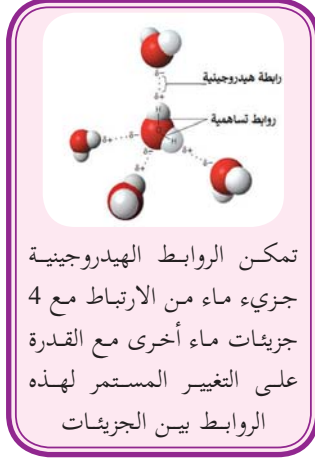 رابطة هيدروجينية
روابط تساهمية
δ-
δ+
H
O
H
δ+
δ-
δ-
δ+
δ+
δ-
تمكن الروابط الهيدروجينية
جزيء ماء من الارتباط مع 4
جزيئات ماء أخرى مع القدرة
على التغيير المستمر لهذه
الروابط بين الجزيئات